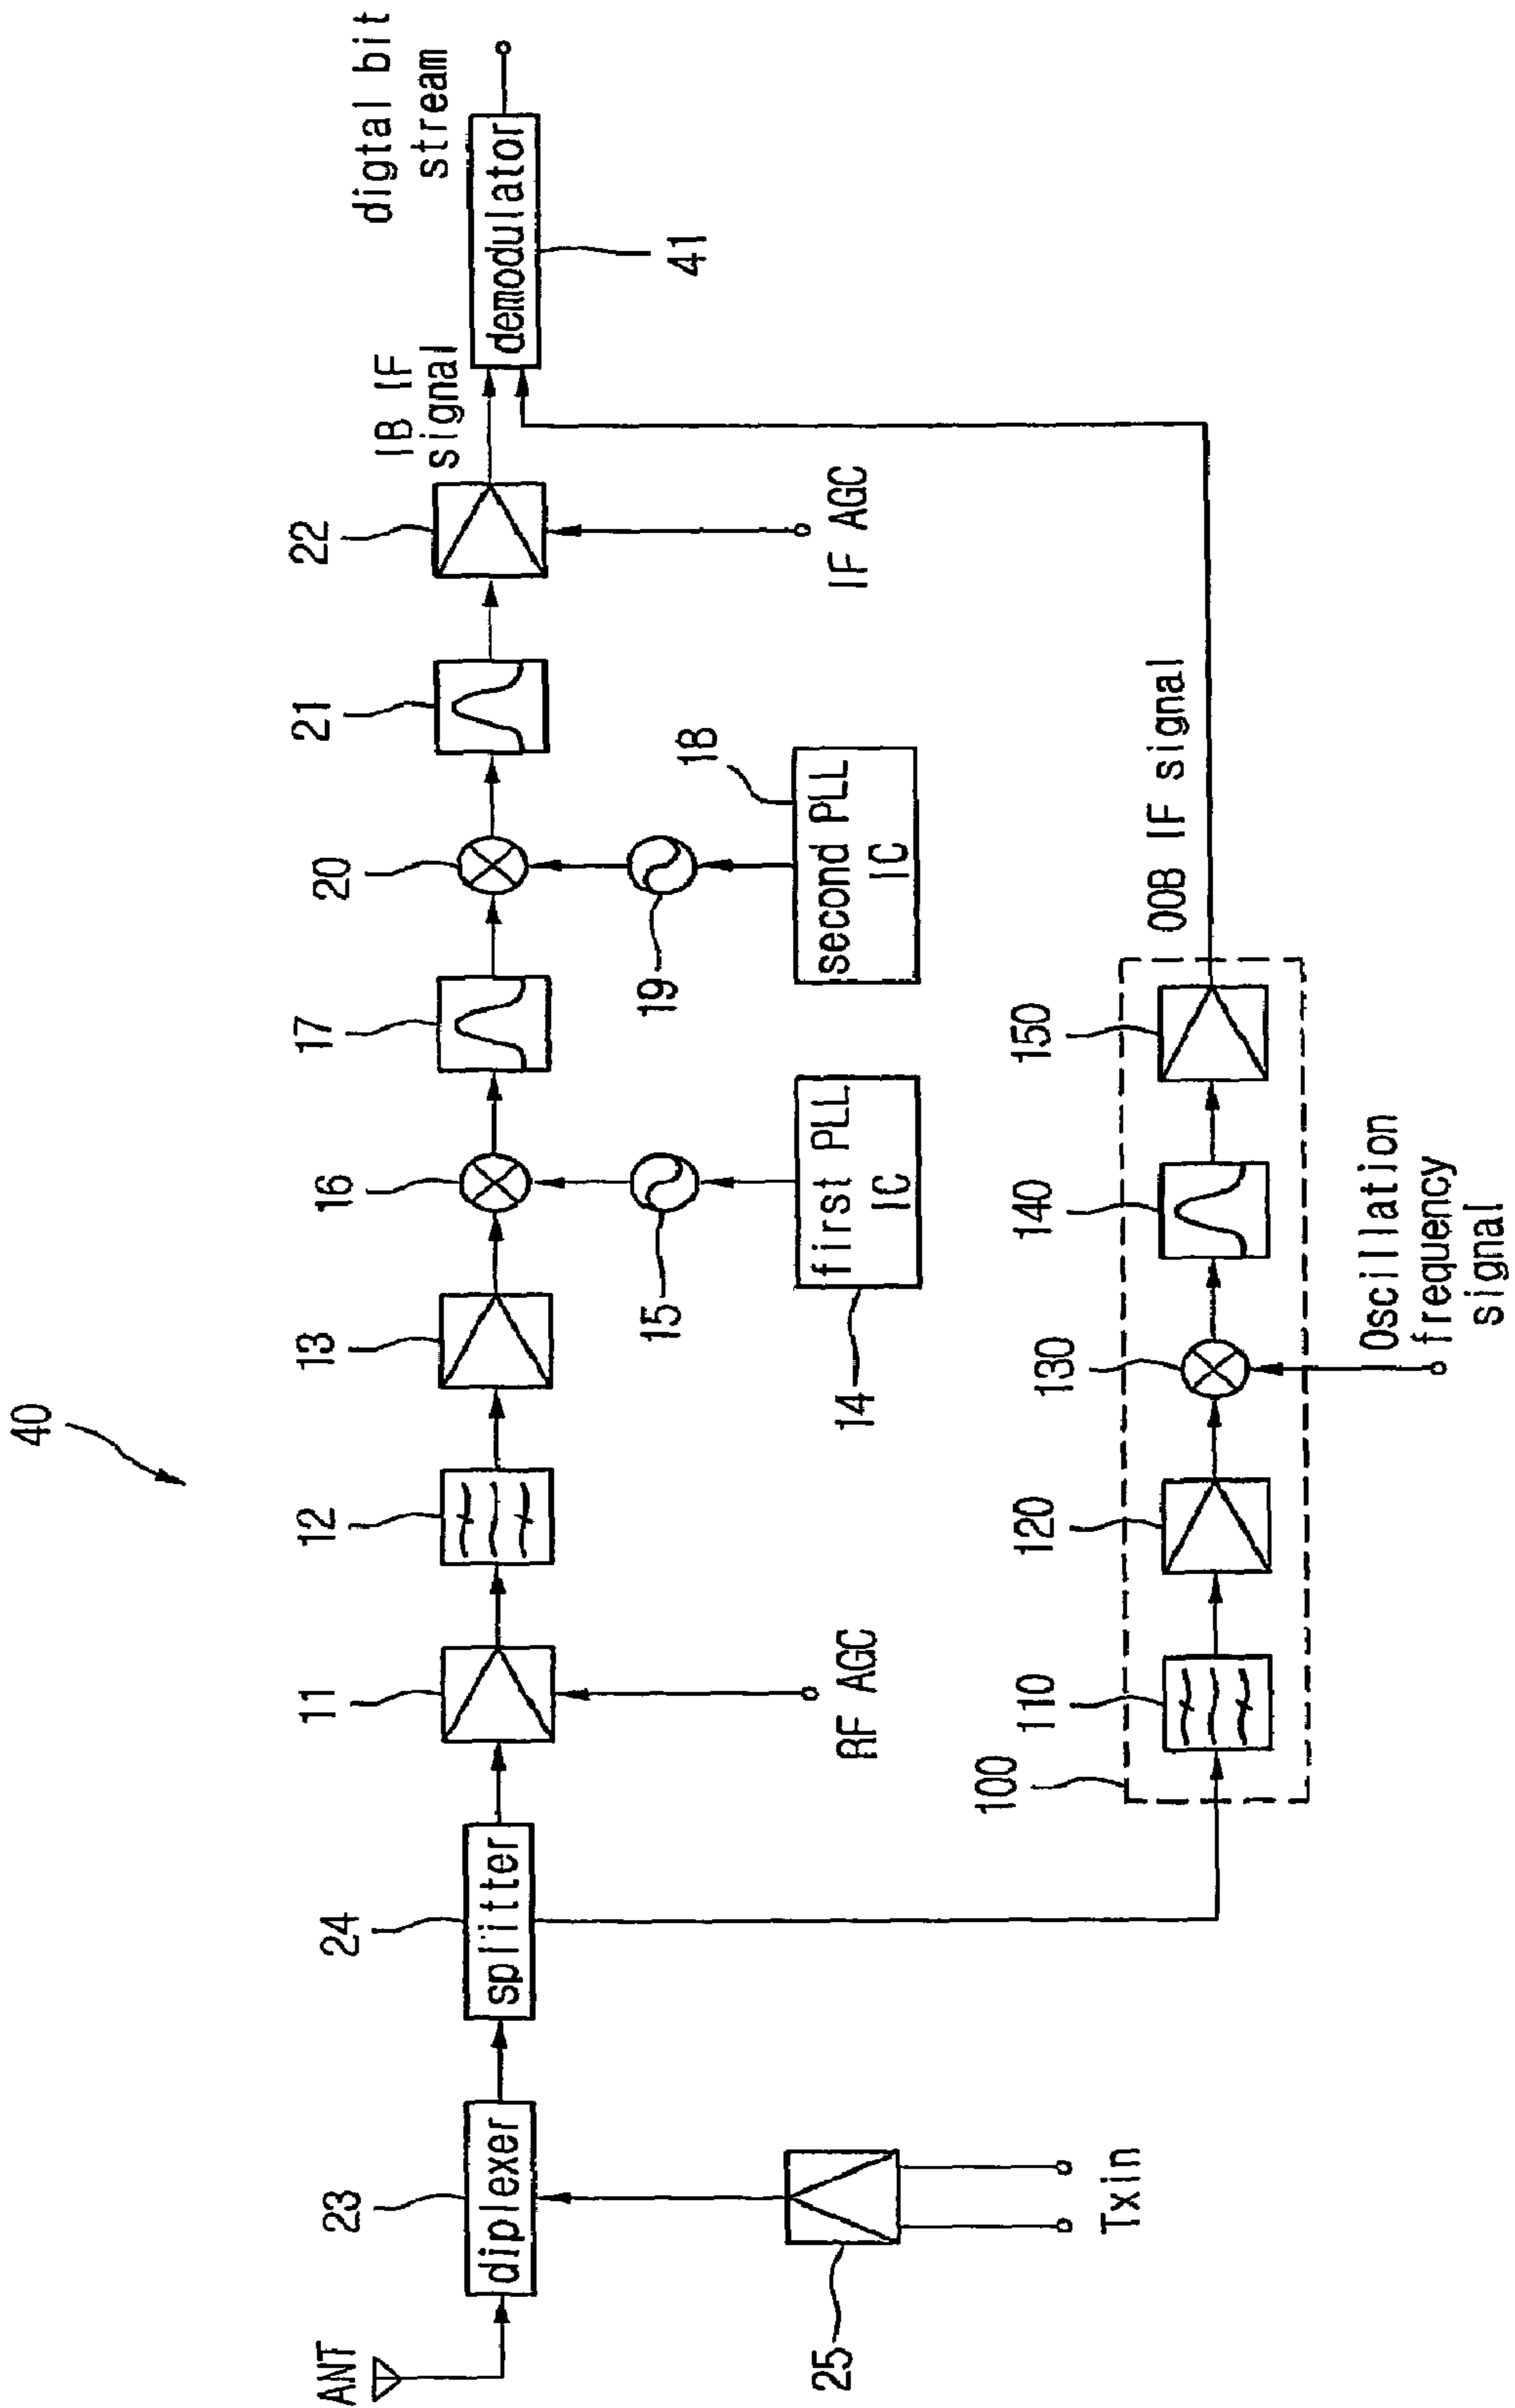 40
ANT
23
diplexer
24
splitter
11
12
13
16
17
20
21
22
IB IF
signal
demodulator
41
digtal bit
stream
25
Txin
RF AGC
15
14
first PLL
IC
19
18
second PLL
IC
IF AGC
100
110
120
130
140
150
OOB IF signal
Oscillation
frequency
signal